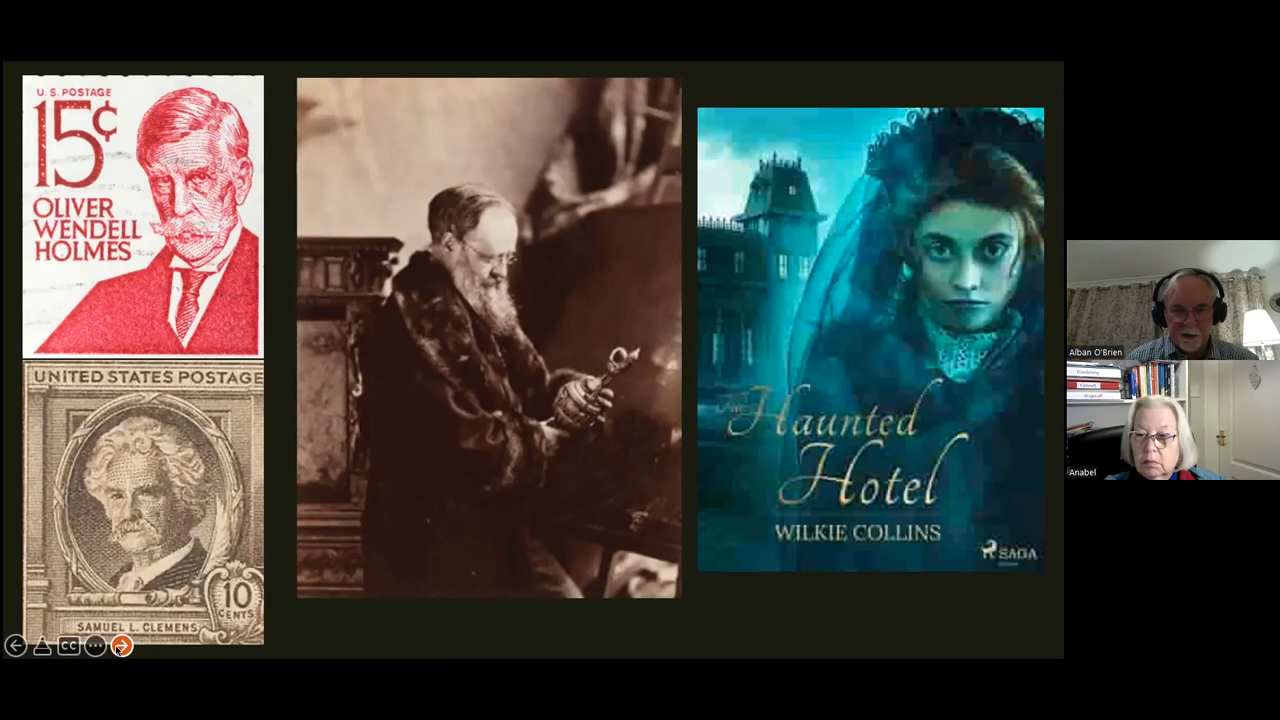 U.S. POSTAGE
15¢
OLIVER
WENDELL
HOLMES
UNITED STATES POSTAGE
10
CENTS
SAMUEL L. CLEMENS
The
Haunted
Hotel
WILKIE COLLINS
SAGA
CC
Alban O'Brien
Anabel